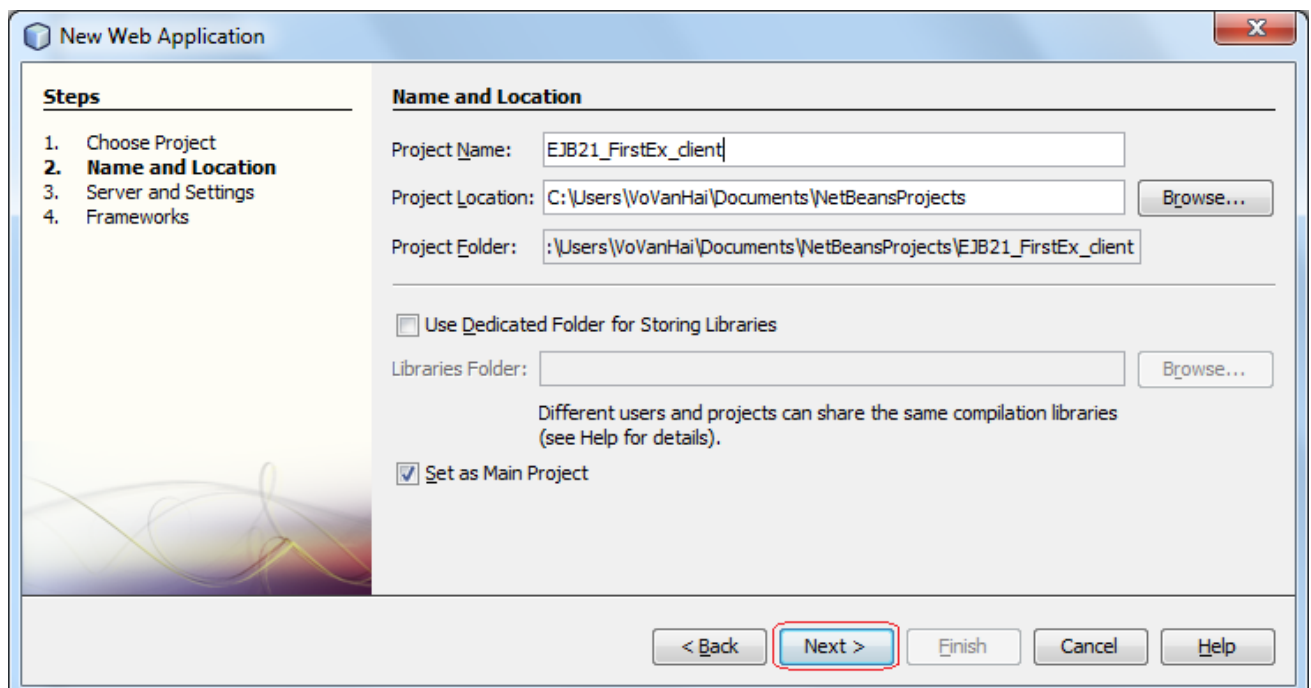 New Web Application
Steps
1. Choose Project
2. Name and Location
3. Server and Settings
4. Frameworks
Name and Location
Project Name: EJB21_FirstEx_client
Project Location: C:\Users\VoVanHai\Documents\NetBeansProjects Browse...
Project Folder: :\Users\VoVanHai\Documents\NetBeansProjects\EJB21_FirstEx_client
Use Dedicated Folder for Storing Libraries
Libraries Folder: Browse...
Different users and projects can share the same compilation libraries
(see Help for details).
Set as Main Project
< Back Next > Finish Cancel Help